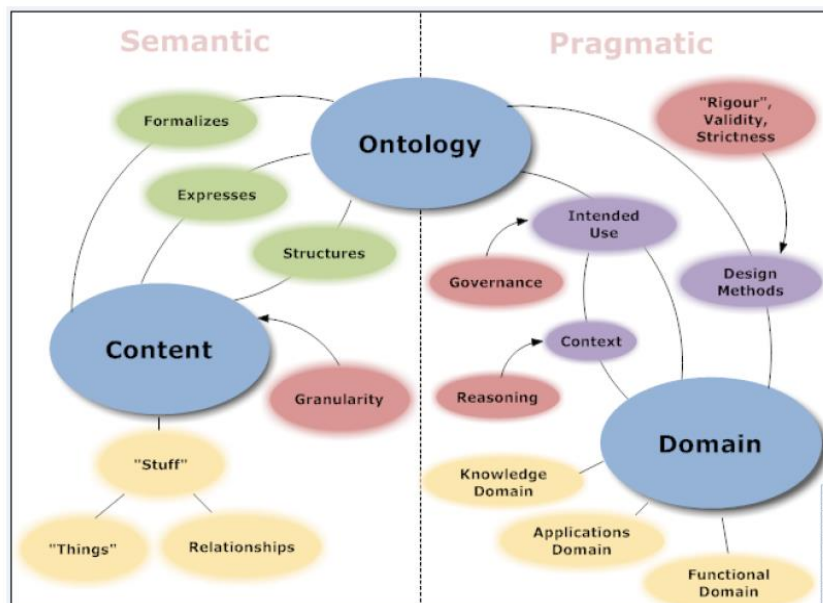 Semantic
Pragmatic
Formalizes
Ontology
"Rigour",
Validity,
Strictness
Expresses
Intended
Use
Structures
Governance
Design
Methods
Content
Context
Granularity
Reasoning
Domain
"Stuff"
Knowledge
Domain
"Things"
Relationships
Applications
Domain
Functional
Domain